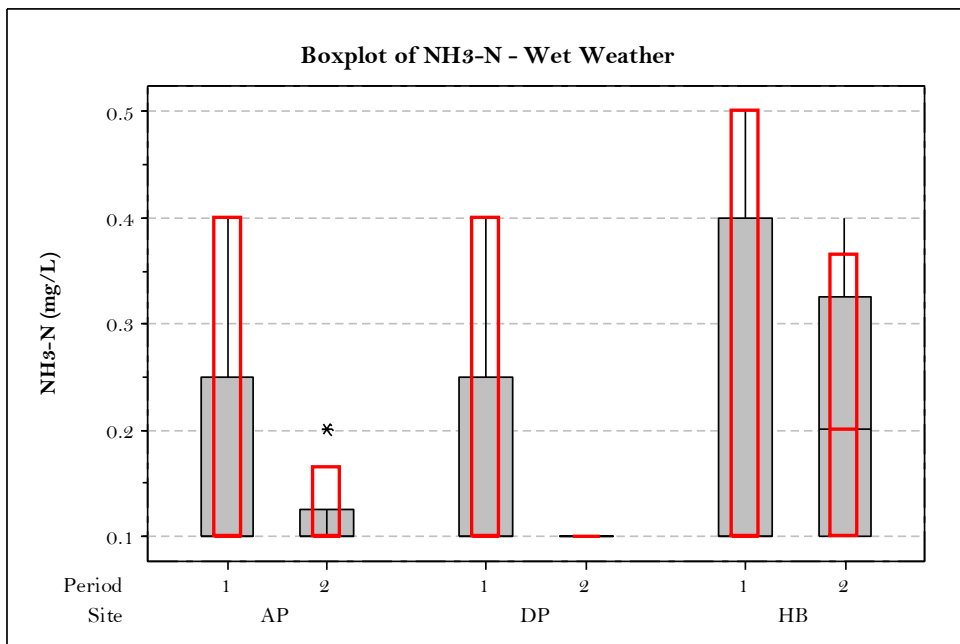 Boxplot of NH3-N - Wet Weather
NH3-N (mg/L)
0.5
0.4
0.3
0.2
0.1
Period 1 2 1 2 1 2
Site AP DP HB